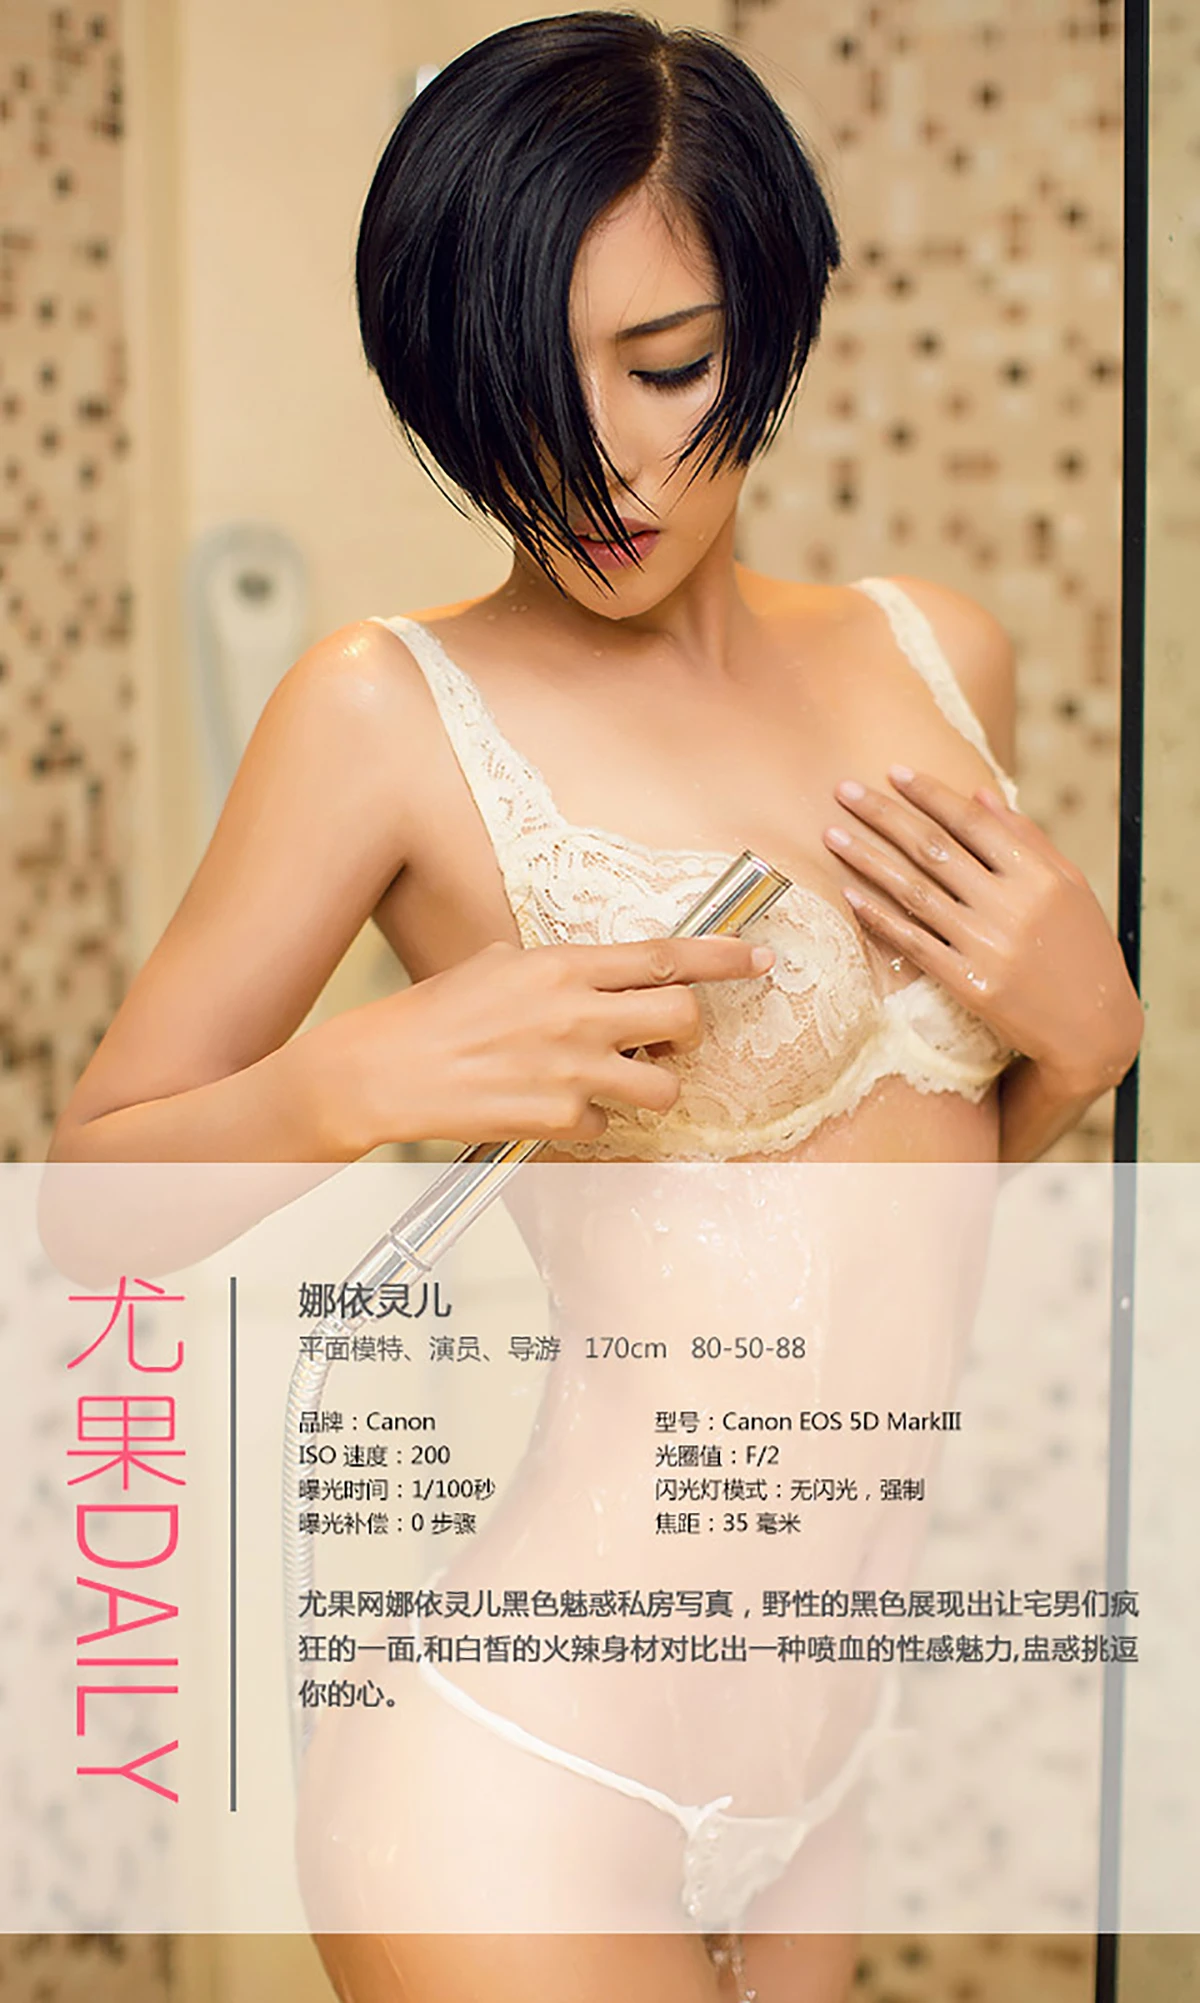 尤果DAILY
娜依灵儿
平面模特、演员、导游 170cm 80-50-88
品牌：Canon 型号：Canon EOS 5D MarkIII
ISO 速度：200 光圈值：F/2
曝光时间：1/100秒 闪光灯模式：无闪光，强制
曝光补偿：0 步骤 焦距：35 毫米
尤果网娜依灵儿黑色魅惑私房写真，野性的黑色展现出让宅男们疯
狂的一面,和白皙的火辣身材对比出一种喷血的性感魅力,蛊惑挑逗
你的心。